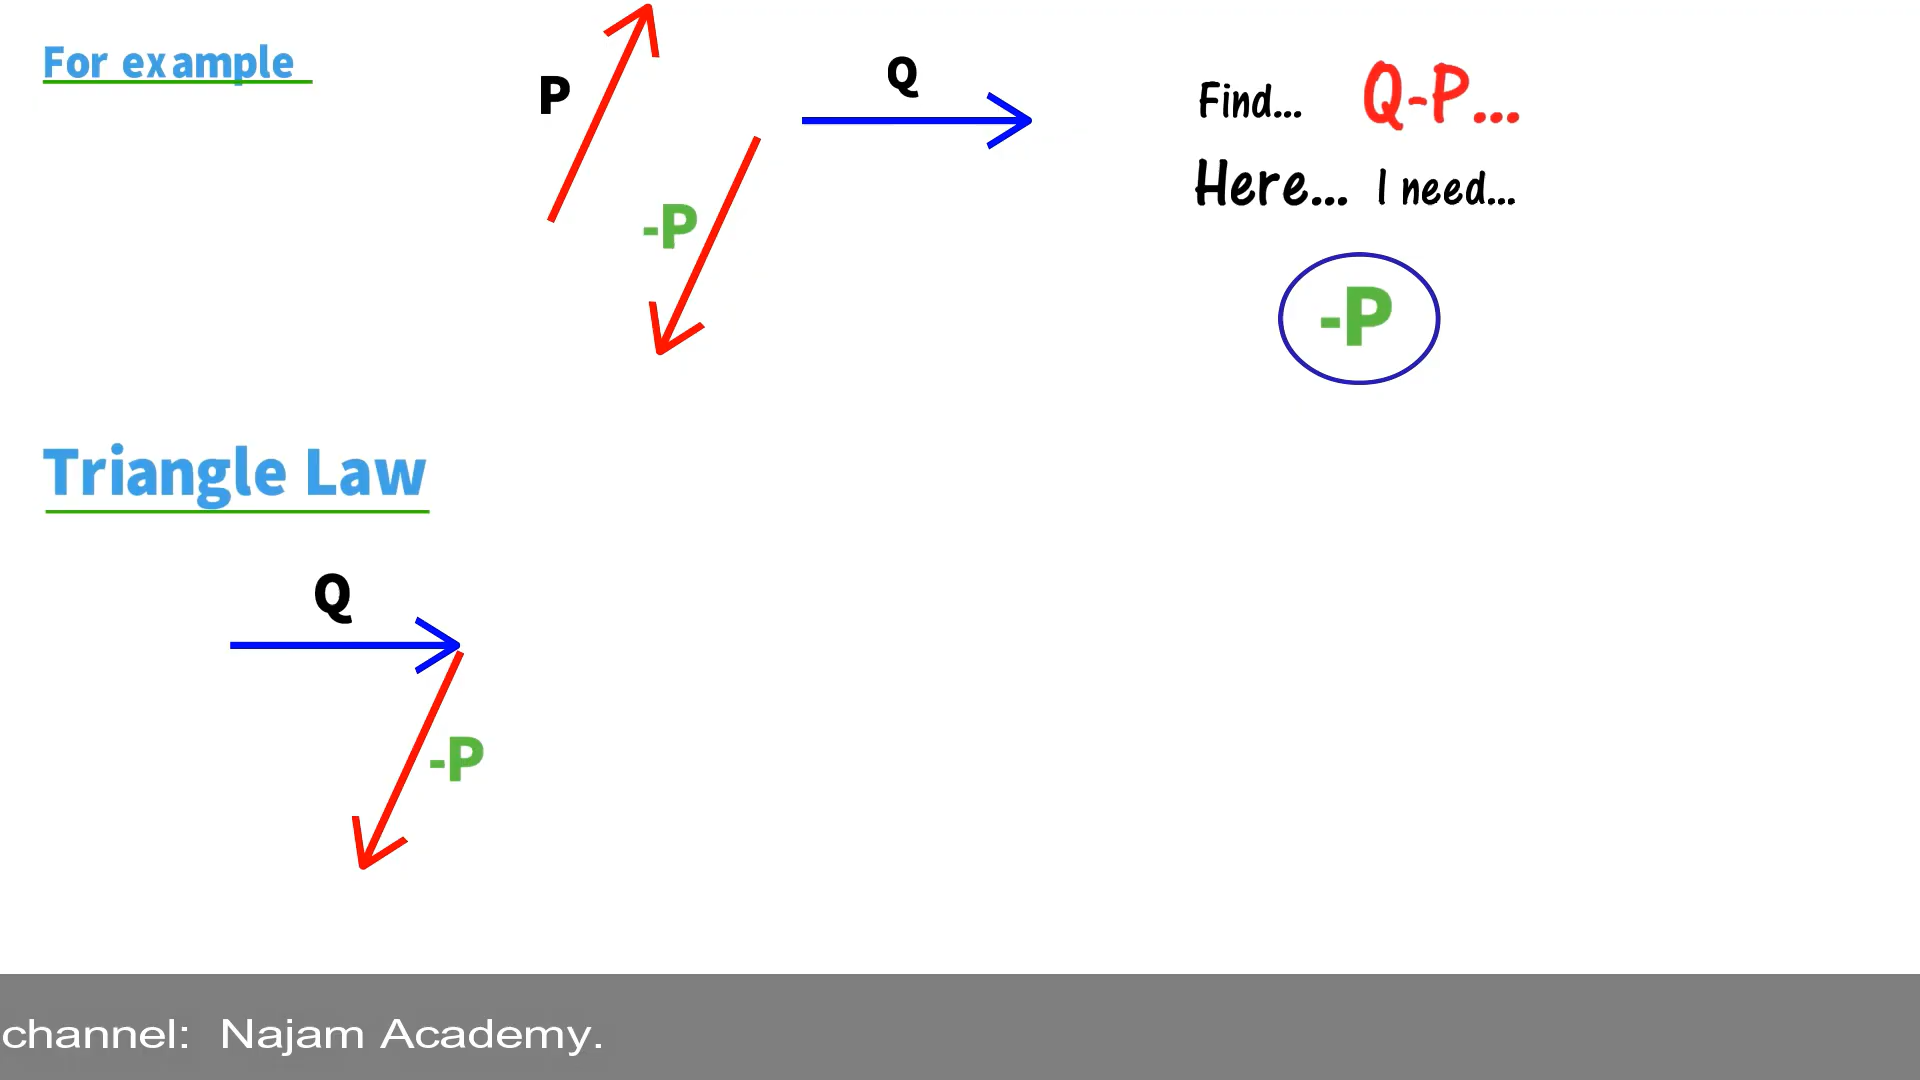 For example
P
Q
Find... Q-P...
Here... I need...
-P
-P
Triangle Law
Q
-P
channel: Najam Academy.